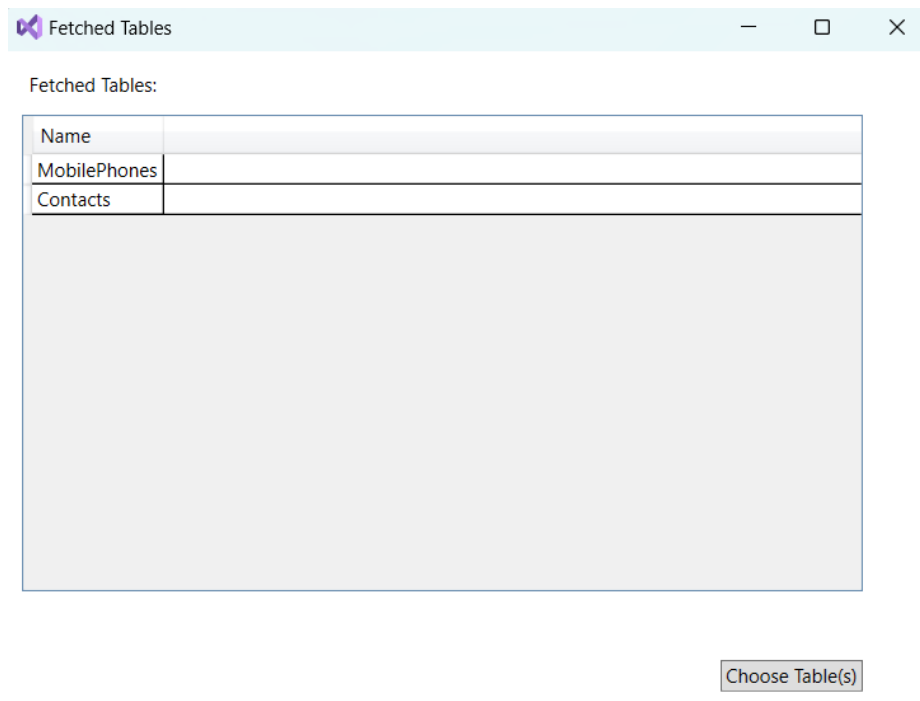 Fetched Tables
Fetched Tables:
Name
MobilePhones
Contacts
Choose Table(s)